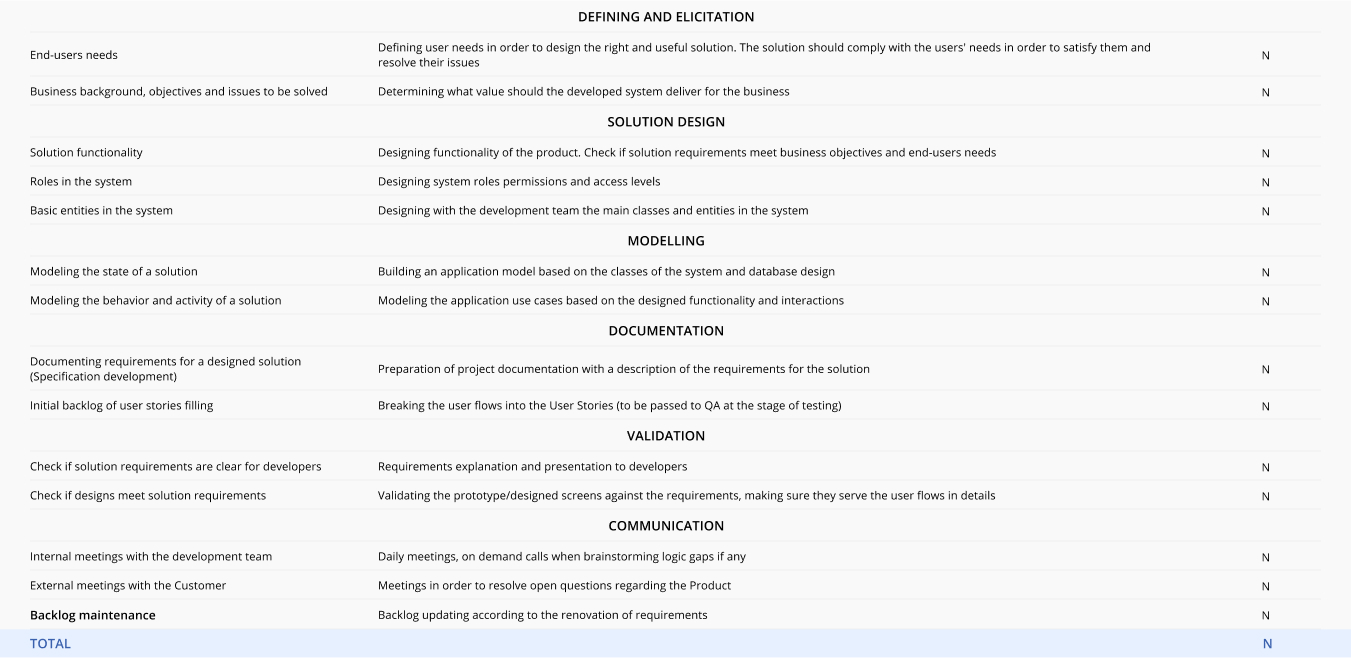 DEFINING AND ELICITATION
End-users needs
Defining user needs in order to design the right and useful solution. The solution should comply with the users' needs in order to satisfy them and
resolve their issues
N
Business background, objectives and issues to be solved
Determining what value should the developed system deliver for the business
N
SOLUTION DESIGN
Solution functionality
Designing functionality of the product. Check if solution requirements meet business objectives and end-users needs
N
Roles in the system
Designing system roles permissions and access levels
N
Basic entities in the system
Designing with the development team the main classes and entities in the system
N
MODELLING
Modeling the state of a solution
Building an application model based on the classes of the system and database design
N
Modeling the behavior and activity of a solution
Modeling the application use cases based on the designed functionality and interactions
N
DOCUMENTATION
Documenting requirements for a designed solution
(Specification development)
Preparation of project documentation with a description of the requirements for the solution
N
Initial backlog of user stories filling
Breaking the user flows into the User Stories (to be passed to QA at the stage of testing)
N
VALIDATION
Check if solution requirements are clear for developers
Requirements explanation and presentation to developers
N
Check if designs meet solution requirements
Validating the prototype/designed screens against the requirements, making sure they serve the user flows in details
N
COMMUNICATION
Internal meetings with the development team
Daily meetings, on demand calls when brainstorming logic gaps if any
N
External meetings with the Customer
Meetings in order to resolve open questions regarding the Product
N
Backlog maintenance
Backlog updating according to the renovation of requirements
N
TOTAL
N